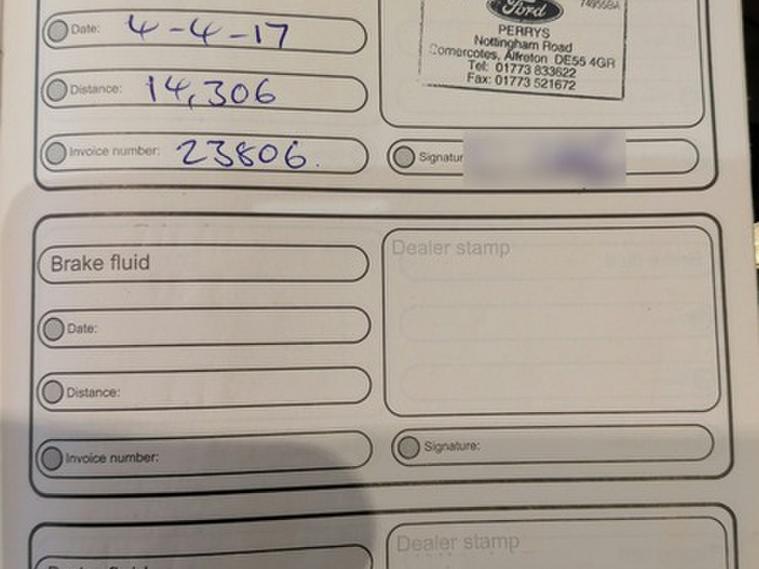 Ford
74955BA
Date: 4-4-17
PERRYS
Nottingham Road
Somercotes, Alfreton DE55 4GR
Tel: 01773 833622
Fax: 01773 521672
Distance: 14,306
Invoice number: 23806.
Signatur
Brake fluid
Dealer stamp
Date:
Distance:
Invoice number:
Signature:
Dealer stamp